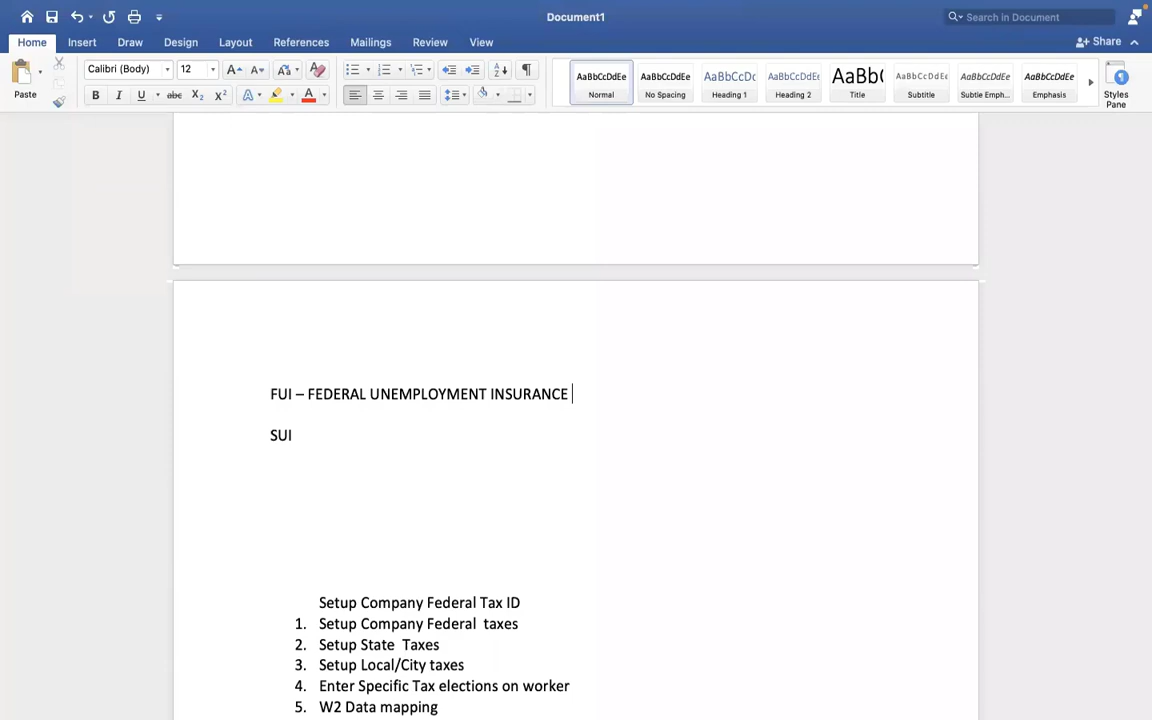 Document1
Search in Document
Home Insert Draw Design Layout References Mailings Review View
Share
Paste
Calibri (Body) 12
AaBbCcDdEe AaBbCcDdEe AaBbCcDc AaBbCcDdEe AaBb( AaBbCcDdEe AaBbCcDdEe AaBbCcDdEe
Normal No Spacing Heading 1 Heading 2 Title Subtitle Subtle Emph... Emphasis
Styles Pane
FUI – FEDERAL UNEMPLOYMENT INSURANCE
SUI
Setup Company Federal Tax ID
1. Setup Company Federal taxes
2. Setup State Taxes
3. Setup Local/City taxes
4. Enter Specific Tax elections on worker
5. W2 Data mapping